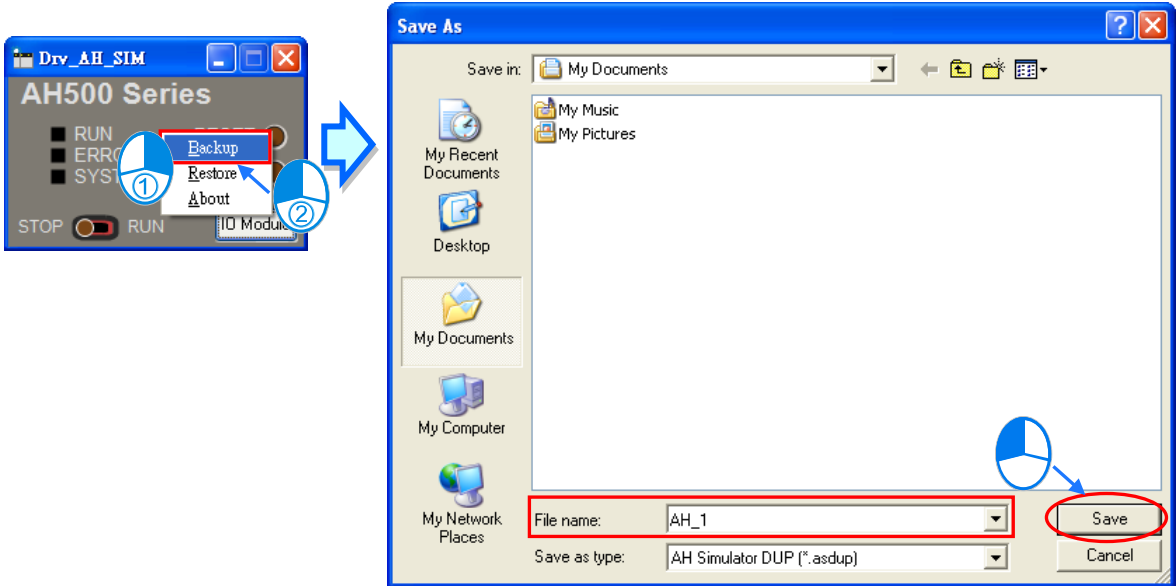 Drv_AH_SIM
AH500 Series
RUN
SYST
Backup
Restore
About
STOP
RUN
IO Module
①
②
Save As
Save in:
My Documents
My Music
My Pictures
My Recent
Documents
Desktop
My Documents
My Computer
My Network
Places
File name:
AH_1
Save as type:
AH Simulator DUP (*.asdup)
Save
Cancel